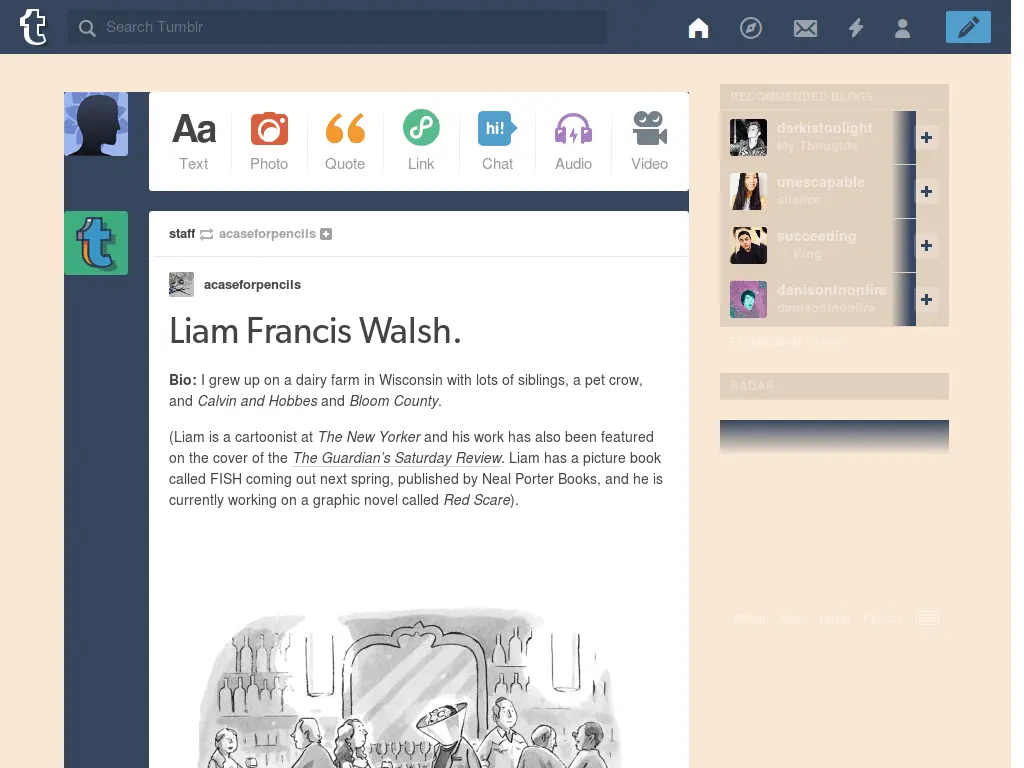 Search Tumblr
Aa
hi!
Text
Photo
Quote
Link
Chat
Audio
Video
staff acaseforpencils
acaseforpencils
Liam Francis Walsh.
Bio: I grew up on a dairy farm in Wisconsin with lots of siblings, a pet crow,
and Calvin and Hobbes and Bloom County.
(Liam is a cartoonist at The New Yorker and his work has also been featured
on the cover of the The Guardian’s Saturday Review. Liam has a picture book
called FISH coming out next spring, published by Neal Porter Books, and he is
currently working on a graphic novel called Red Scare).
RECOMMENDED BLOGS
darkistoolight
My Thoughts
unescapable
silance
succeeding
King
danisontnonfire
danisontnonfire
RADAR
Privacy